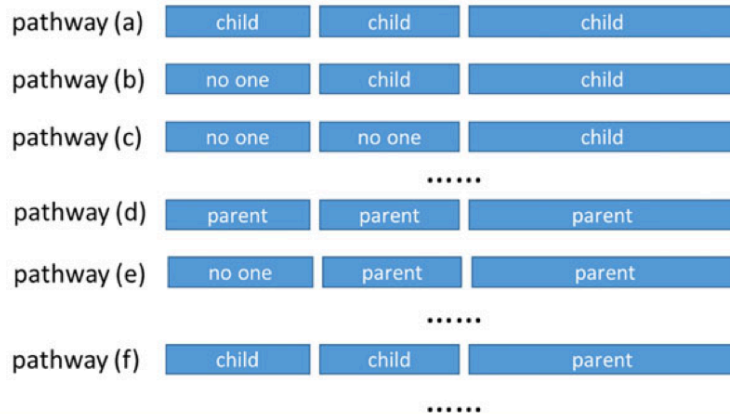 pathway (a) child child child
pathway (b) no one child child
pathway (c) no one no one child
......
pathway (d) parent parent parent
pathway (e) no one parent parent
......
pathway (f) child child parent
......